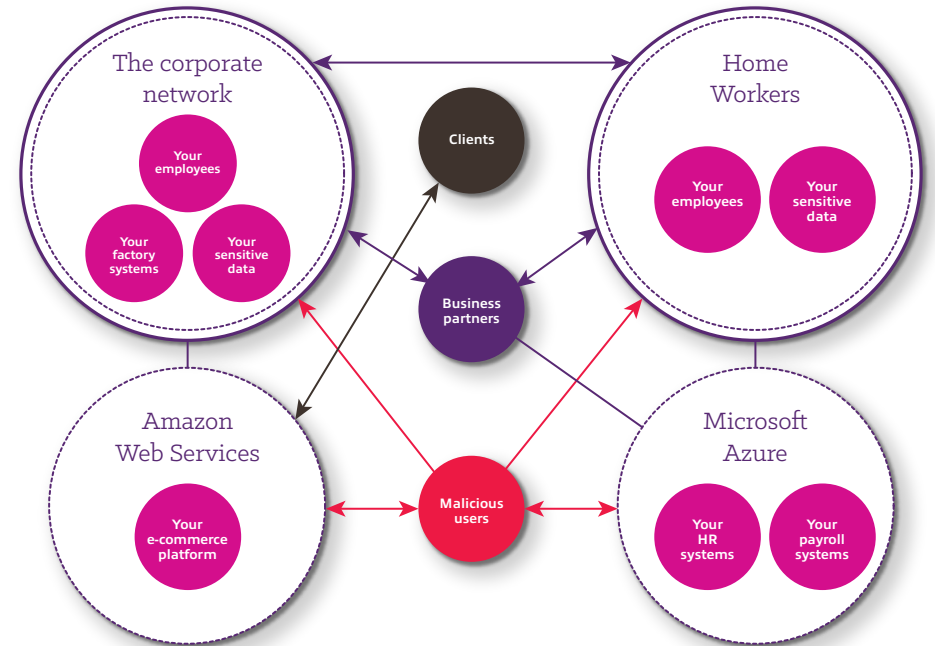 The corporate
network
Your
employees
Your
factory
systems
Your
sensitive
data
Clients
Home
Workers
Your
employees
Your
sensitive
data
Business
partners
Amazon
Web Services
Your
e-commerce
platform
Malicious
users
Microsoft
Azure
Your
HR
systems
Your
payroll
systems